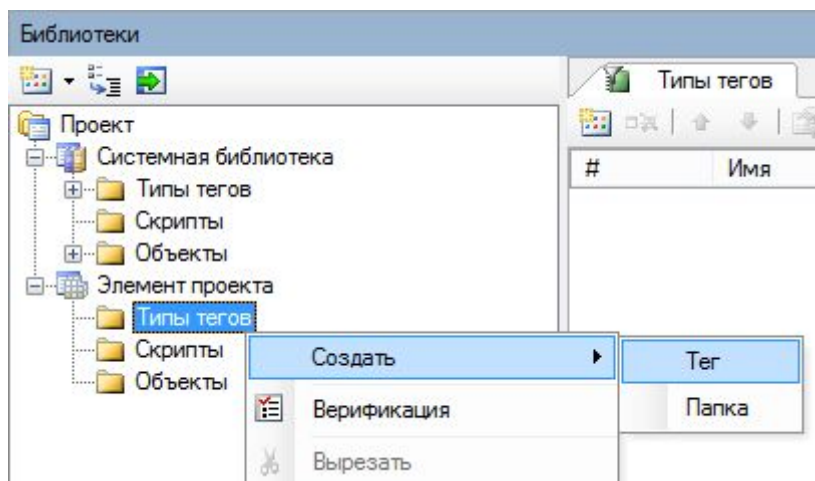 Библиотеки
Типы тегов
# Имя
Проект
Системная библиотека
Типы тегов
Скрипты
Объекты
Элемент проекта
Типы тегов
Скрипты
Объекты
Создать
Верификация
Вырезать
Тег
Папка